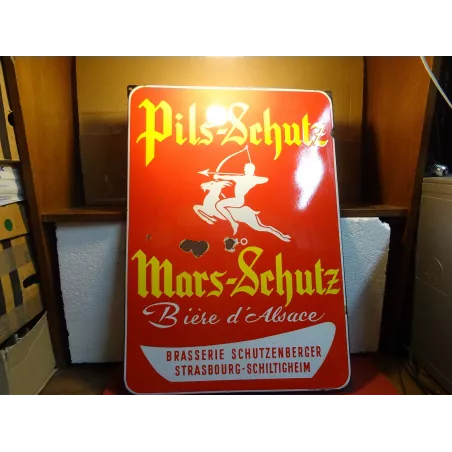 Pils-Schutz
Mars-Schutz
Bière d'Alsace
BRASSERIE SCHUTZENBERGER
STRASBOURG-SCHILTIGHEIM